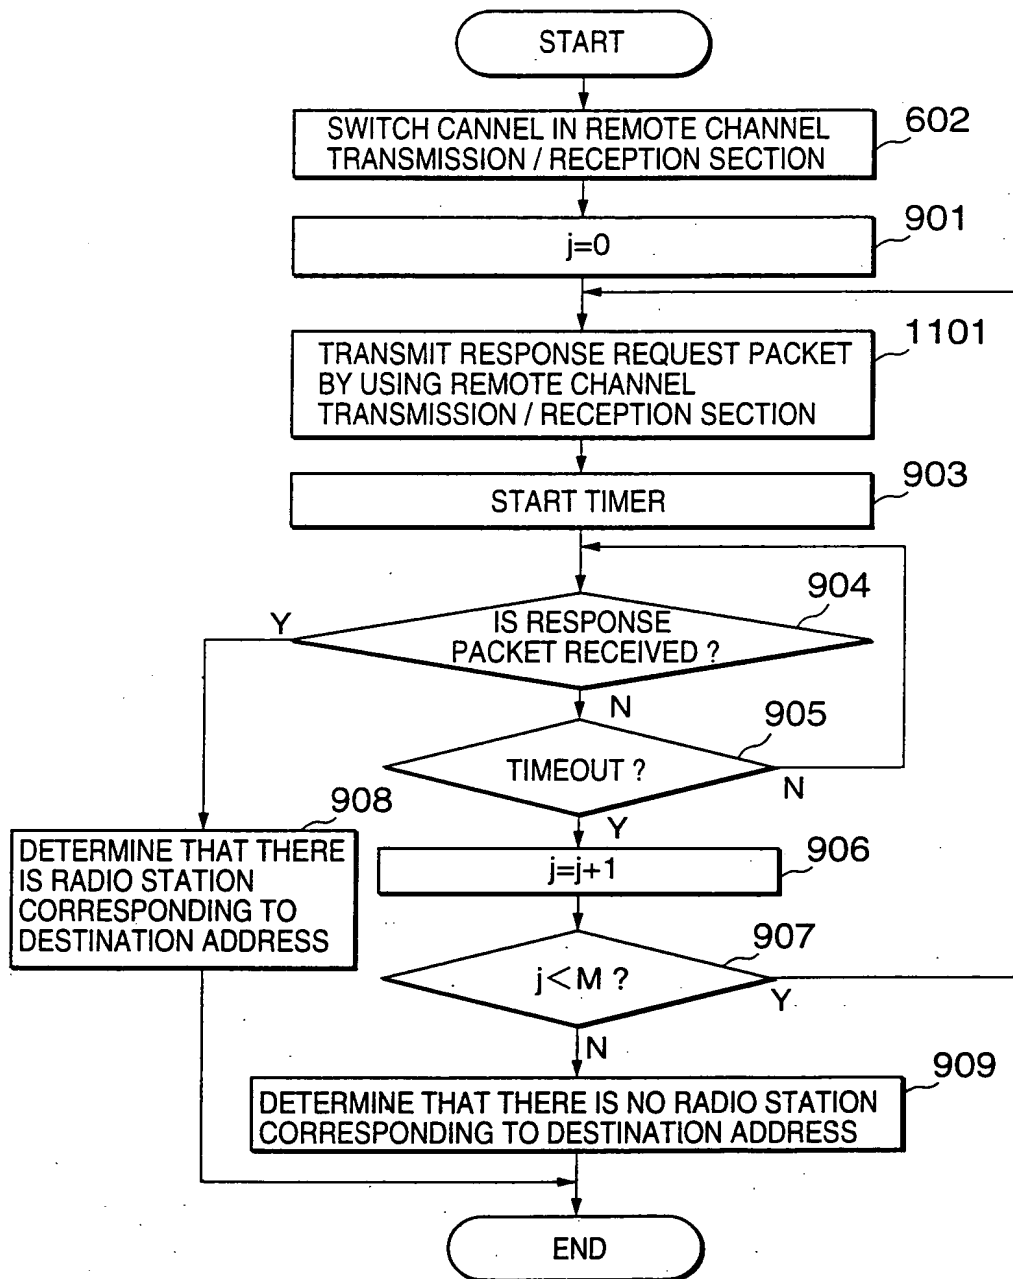 START
SWITCH CANNEL IN REMOTE CHANNEL
TRANSMISSION / RECEPTION SECTION
602
j=0
901
TRANSMIT RESPONSE REQUEST PACKET
BY USING REMOTE CHANNEL
TRANSMISSION / RECEPTION SECTION
1101
START TIMER
903
IS RESPONSE
PACKET RECEIVED ?
904
Y
N
TIMEOUT ?
905
N
Y
908
DETERMINE THAT THERE
IS RADIO STATION
CORRESPONDING TO
DESTINATION ADDRESS
j=j+1
906
j<M ?
907
Y
N
909
DETERMINE THAT THERE IS NO RADIO STATION
CORRESPONDING TO DESTINATION ADDRESS
END